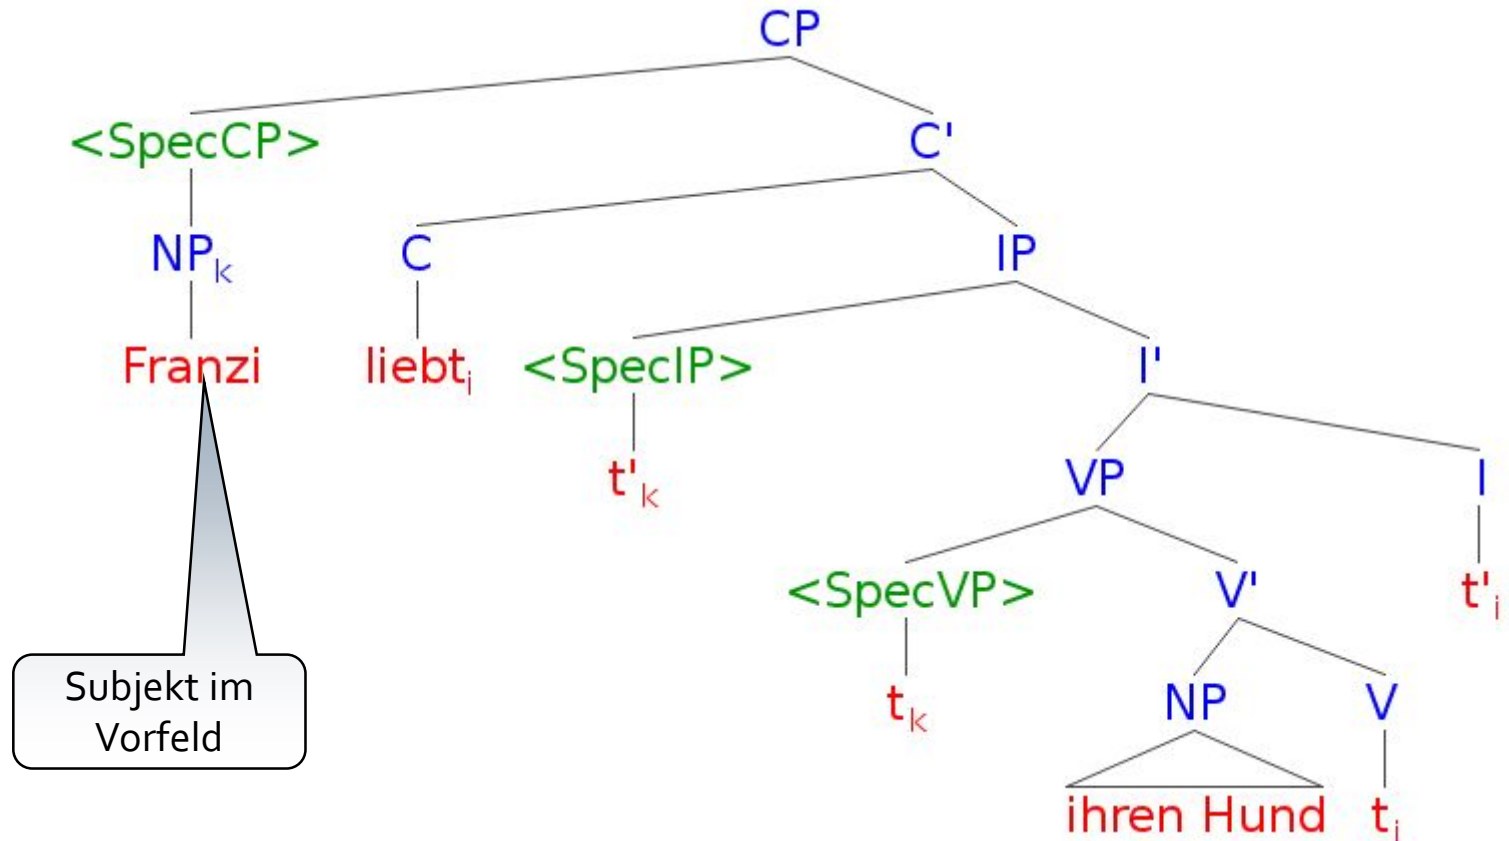 CP
<SpecCP> C'
NPk C IP
Franzi liebti <SpecIP> I'
t'k VP I
<SpecVP> V' t'i
Subjekt im
Vorfeld
tk NP V
ihren Hund ti